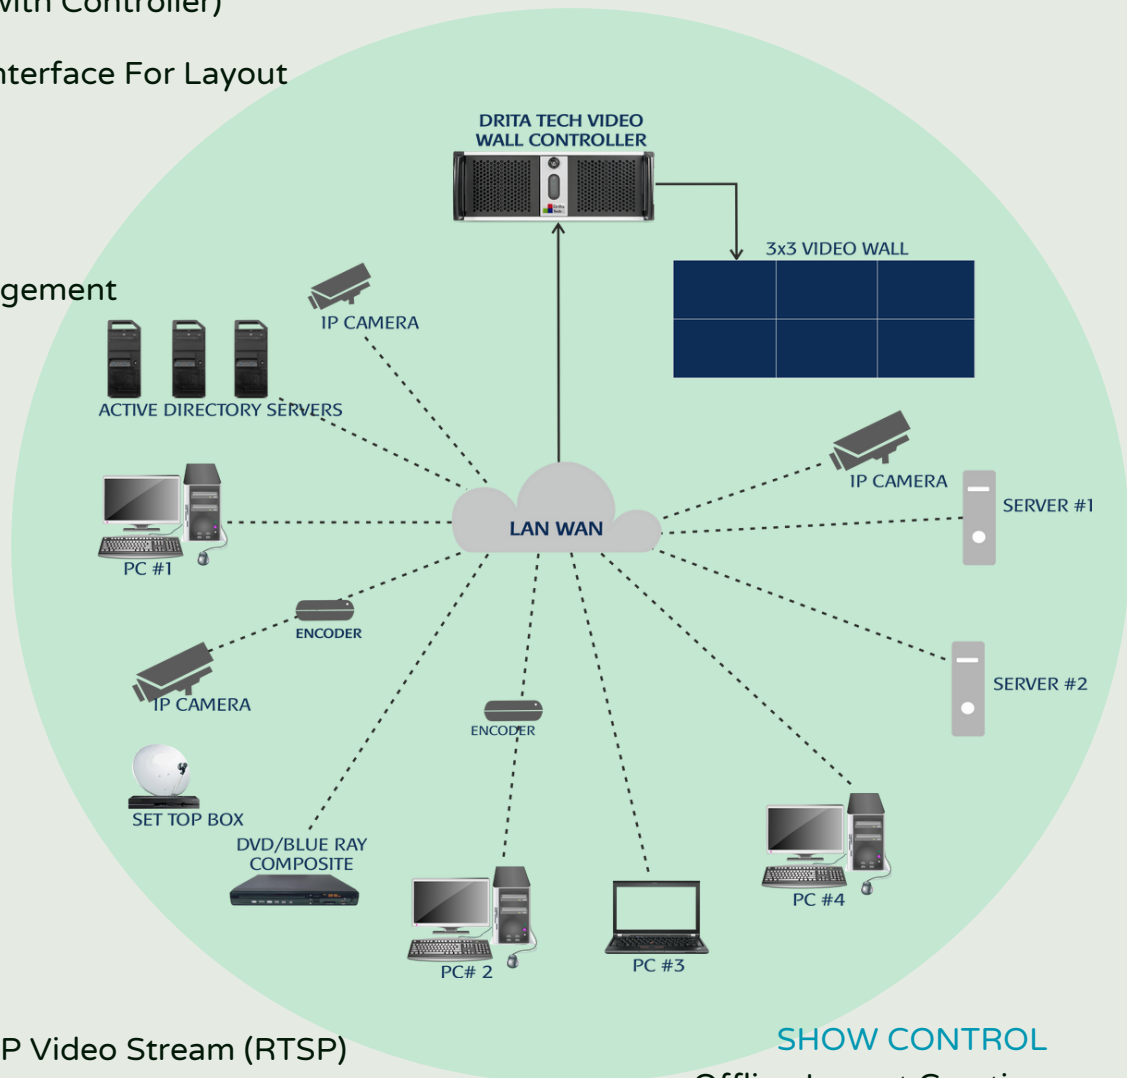 with Controller)
nterface For Layout
DRITA TECH VIDEO
WALL CONTROLLER
3x3 VIDEO WALL
gement
IP CAMERA
ACTIVE DIRECTORY SERVERS
IP CAMERA
SERVER #1
LAN WAN
PC #1
ENCODER
IP CAMERA
SERVER #2
ENCODER
SET TOP BOX
DVD/BLUE RAY
COMPOSITE
PC #4
PC# 2
PC #3
P Video Stream (RTSP)
SHOW CONTROL